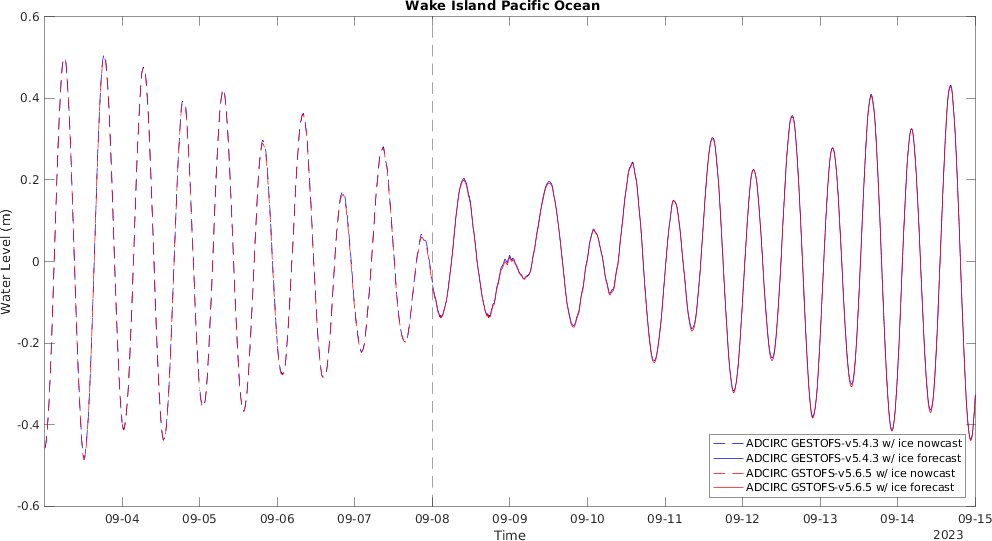 Wake Island Pacific Ocean
0.6
0.4
0.2
0
-0.2
-0.4
-0.6
Water Level (m)
ADCIRC GESTOFS-v5.4.3 w/ ice nowcast
ADCIRC GESTOFS-v5.4.3 w/ ice forecast
ADCIRC GSTOFS-v5.6.5 w/ ice nowcast
ADCIRC GSTOFS-v5.6.5 w/ ice forecast
09-04 09-05 09-06 09-07 09-08 09-09 09-10 09-11 09-12 09-13 09-14 09-15
Time
2023